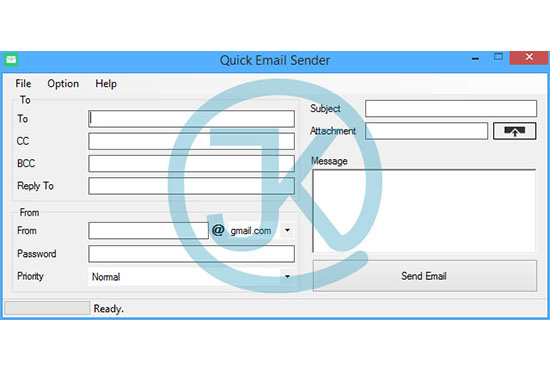 Quick Email Sender
File Option Help
To
To
CC
BCC
Reply To
From
From @ gmail.com
Password
Priority Normal
Subject
Attachment
Message
Send Email
Ready.
JK